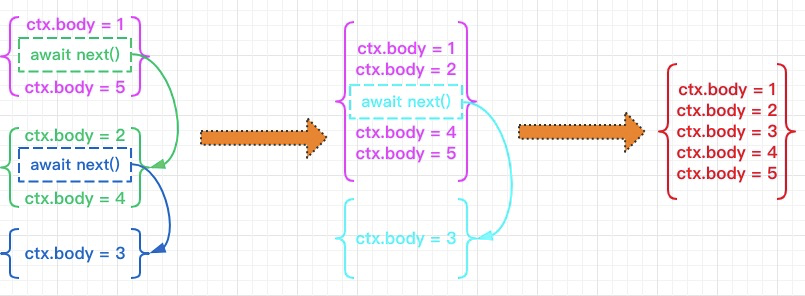 ctx.body = 1
await next()
ctx.body = 5
ctx.body = 2
await next()
ctx.body = 4
ctx.body = 3
ctx.body = 1
ctx.body = 2
await next()
ctx.body = 4
ctx.body = 5
ctx.body = 3
ctx.body = 1
ctx.body = 2
ctx.body = 3
ctx.body = 4
ctx.body = 5